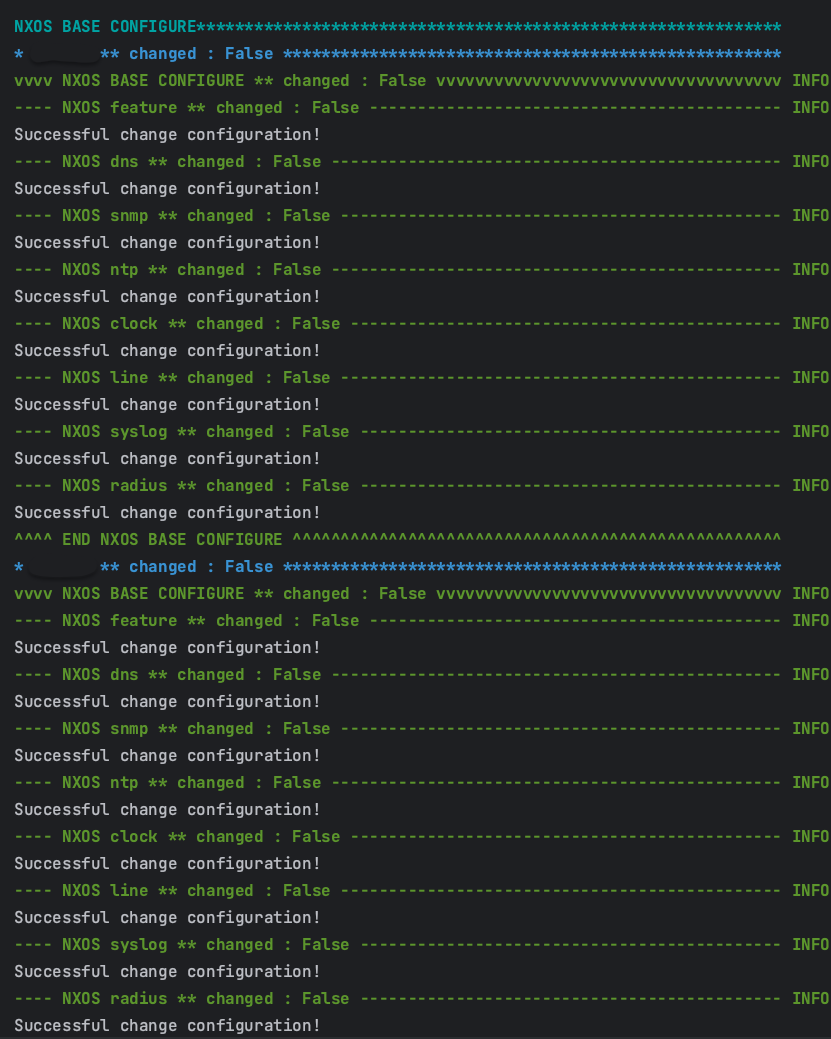 NXOS BASE CONFIGURE*************************************************************
* ** changed : False ****************************************************
vvvv NXOS BASE CONFIGURE ** changed : False vvvvvvvvvvvvvvvvvvvvvvvvvvvvvvvvvvvv INFO
---- NXOS feature ** changed : False ------------------------------------------- INFO
Successful change configuration!
---- NXOS dns ** changed : False ----------------------------------------------- INFO
Successful change configuration!
---- NXOS snmp ** changed : False ---------------------------------------------- INFO
Successful change configuration!
---- NXOS ntp ** changed : False ----------------------------------------------- INFO
Successful change configuration!
---- NXOS clock ** changed : False --------------------------------------------- INFO
Successful change configuration!
---- NXOS line ** changed : False ---------------------------------------------- INFO
Successful change configuration!
---- NXOS syslog ** changed : False -------------------------------------------- INFO
Successful change configuration!
---- NXOS radius ** changed : False -------------------------------------------- INFO
Successful change configuration!
^^^^ END NXOS BASE CONFIGURE ^^^^^^^^^^^^^^^^^^^^^^^^^^^^^^^^^^^^^^^^^^^^^^^^^^^
* ** changed : False ****************************************************
vvvv NXOS BASE CONFIGURE ** changed : False vvvvvvvvvvvvvvvvvvvvvvvvvvvvvvvvvvvv INFO
---- NXOS feature ** changed : False ------------------------------------------- INFO
Successful change configuration!
---- NXOS dns ** changed : False ----------------------------------------------- INFO
Successful change configuration!
---- NXOS snmp ** changed : False ---------------------------------------------- INFO
Successful change configuration!
---- NXOS ntp ** changed : False ----------------------------------------------- INFO
Successful change configuration!
---- NXOS clock ** changed : False --------------------------------------------- INFO
Successful change configuration!
---- NXOS line ** changed : False ---------------------------------------------- INFO
Successful change configuration!
---- NXOS syslog ** changed : False -------------------------------------------- INFO
Successful change configuration!
---- NXOS radius ** changed : False -------------------------------------------- INFO
Successful change configuration!